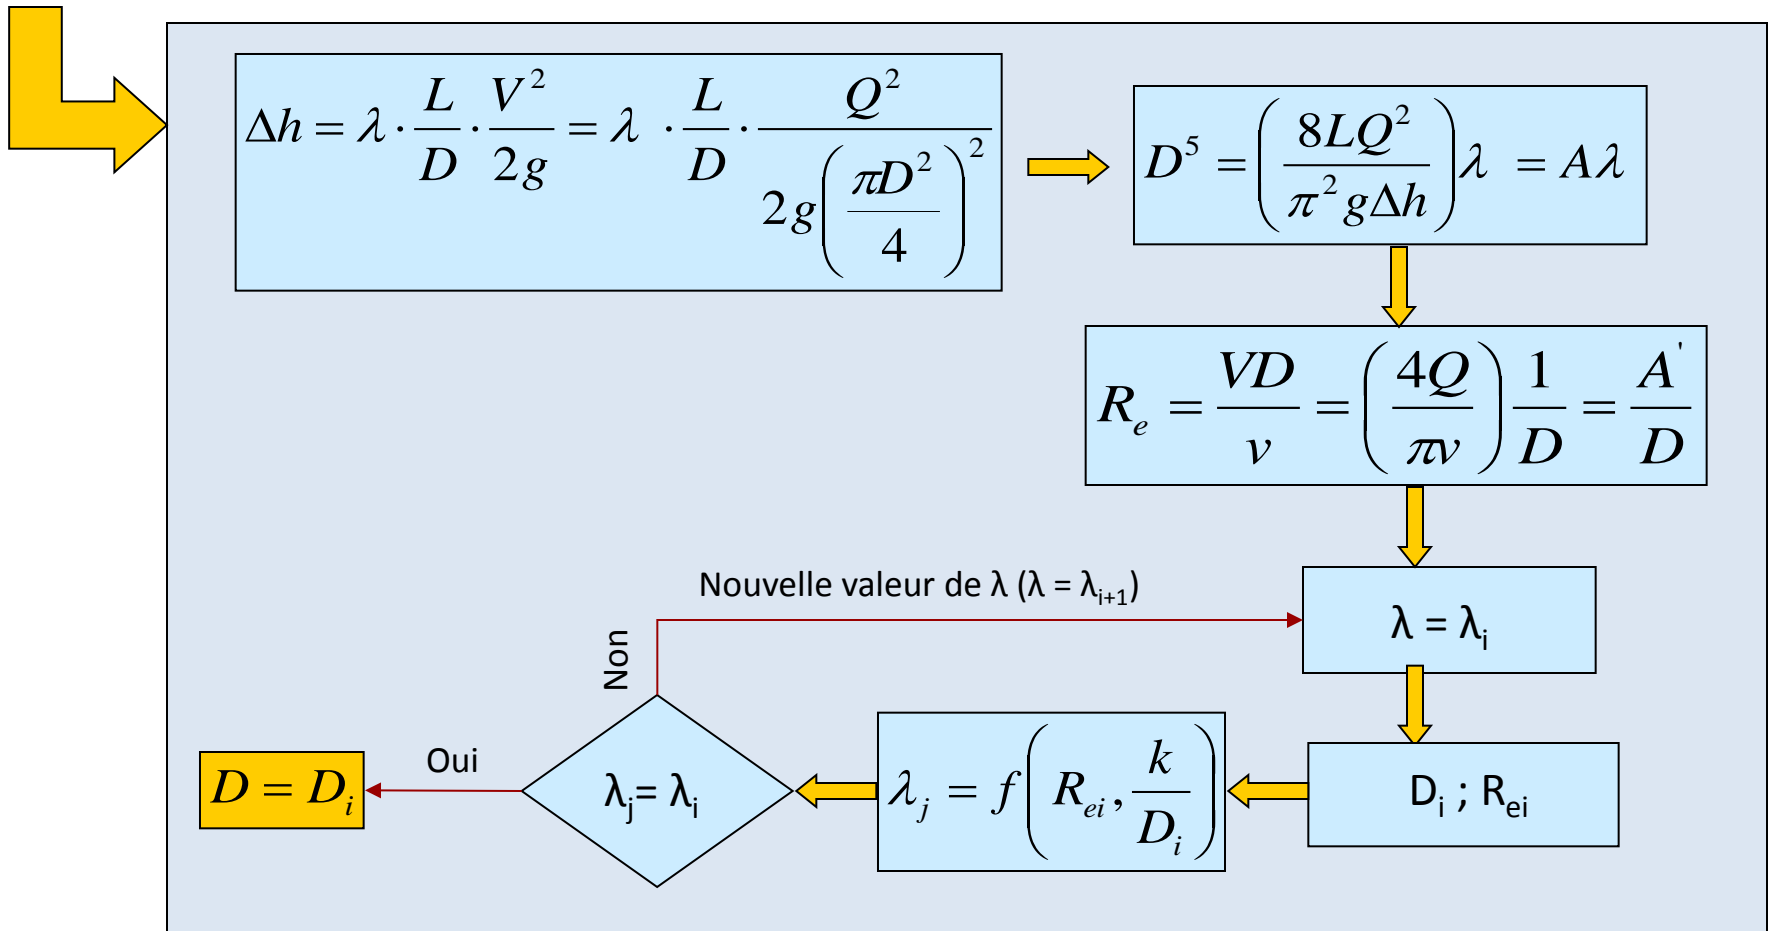 Δh = λ · L/D · V²/2g = λ · L/D · Q²/(2g(πD²/4)²)
D⁵ = (8LQ²/π²gΔh)λ = Aλ
Rₑ = VD/ν = (4Q/πν) 1/D = A'/D
Nouvelle valeur de λ (λ = λᵢ₊₁)
λ = λᵢ
Non
Oui
D = Dᵢ
λⱼ= λᵢ
λⱼ = f(Rₑᵢ, k/Dᵢ)
Dᵢ ; Rₑᵢ